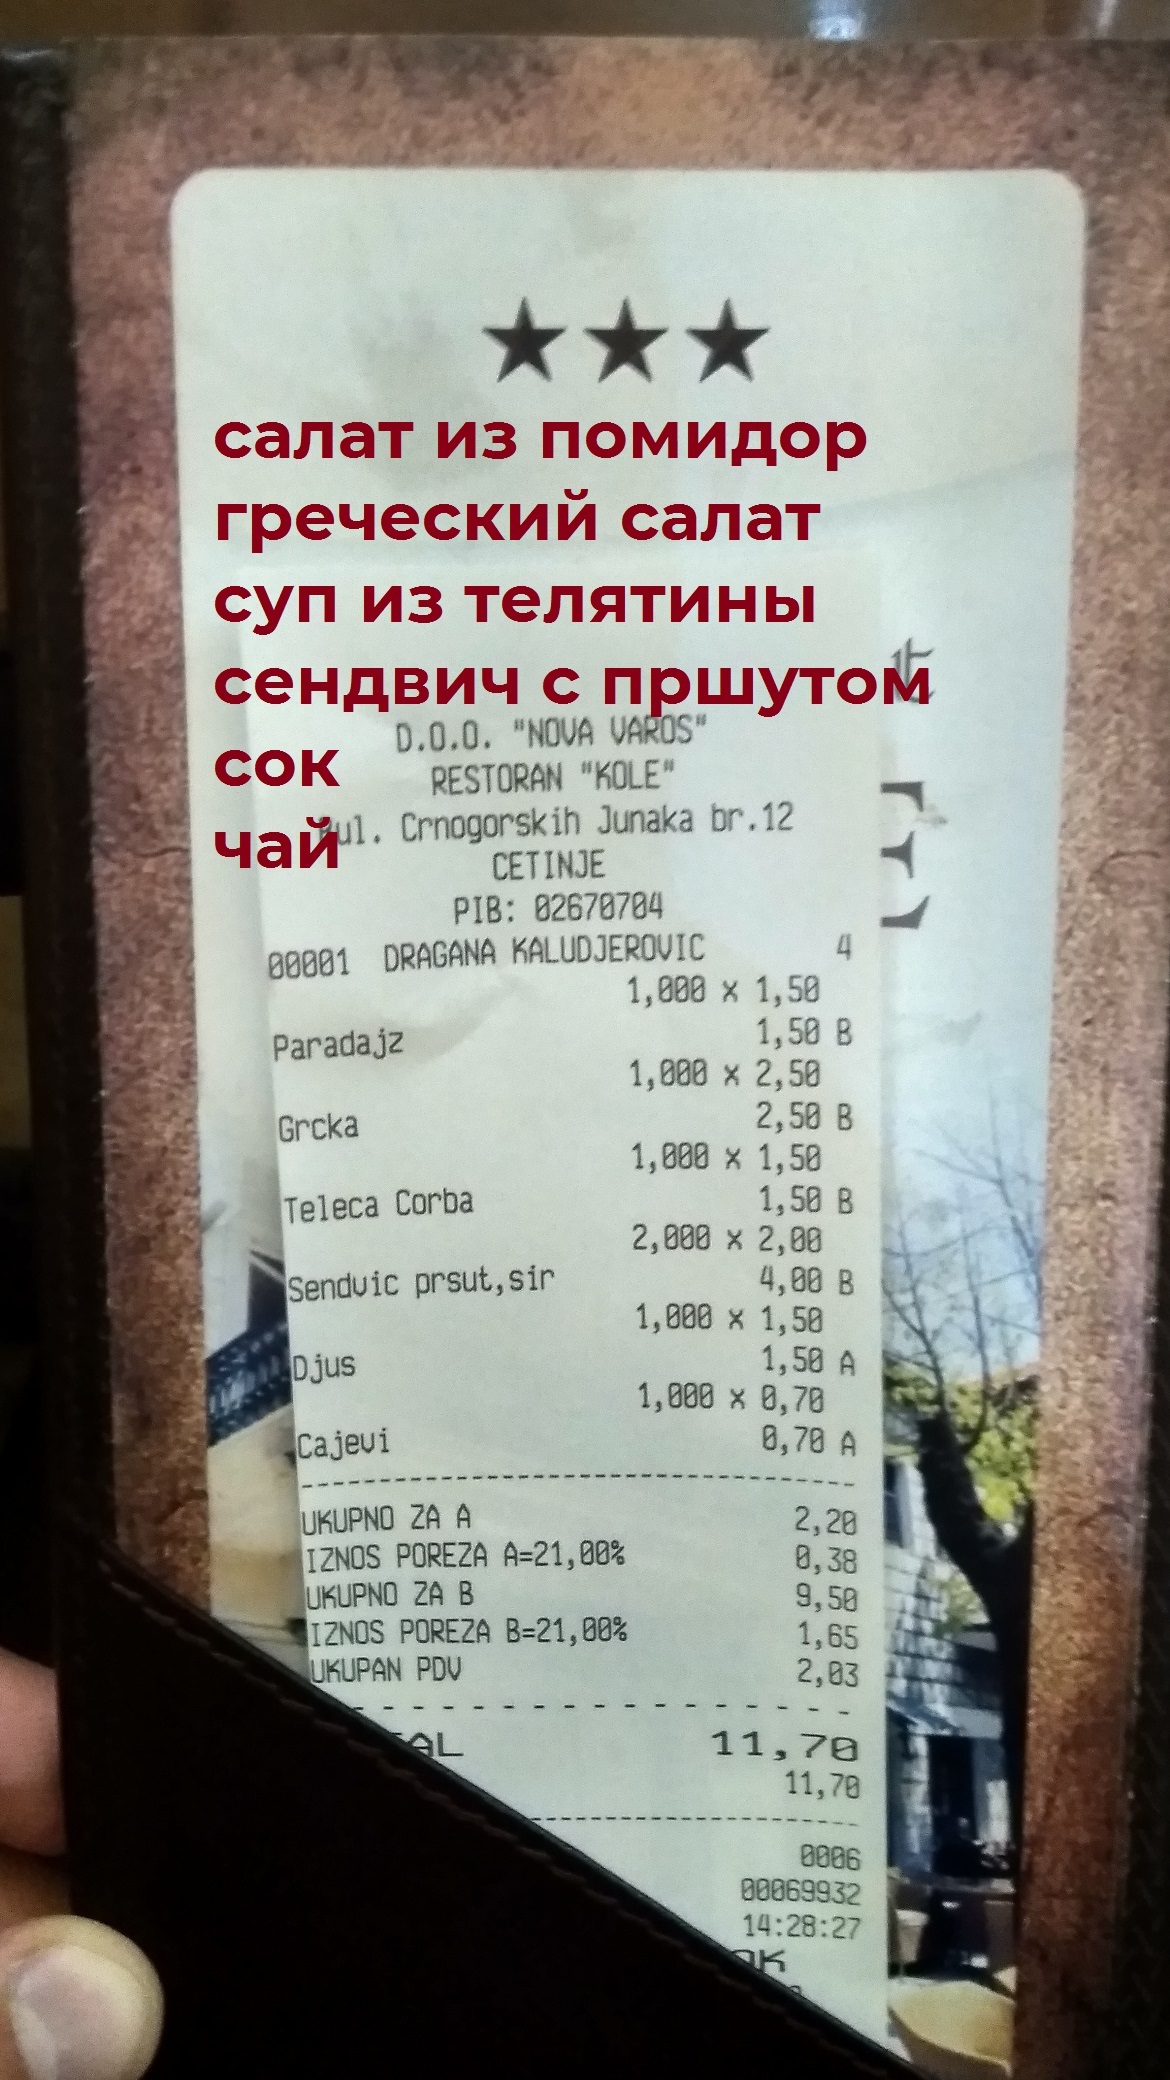 салат из помидор
греческий салат
суп из телятины
сендвич с пршутом
сок
чай
D.O.O. "NOVA VAROS"
RESTORAN "KOLE"
Bul. Crnogorskih Junaka br.12
CETINJE
PIB: 02670704
00001 DRAGANA KALUDJEROVIC 4
1,000 x 1,50
Paradajz 1,50 B
1,000 x 2,50
Grcka 2,50 B
1,000 x 1,50
Teleca Corba 1,50 B
2,000 x 2,00
Sendvic prsut,sir 4,00 B
1,000 x 1,50
Djus 1,50 A
1,000 x 0,70
Cajevi 0,70 A
UKUPNO ZA A 2,20
IZNOS POREZA A=21,00% 0,38
UKUPNO ZA B 9,50
IZNOS POREZA B=21,00% 1,65
UKUPAN PDV 2,03
11,70
11,70
0006
00069932
14:28:27